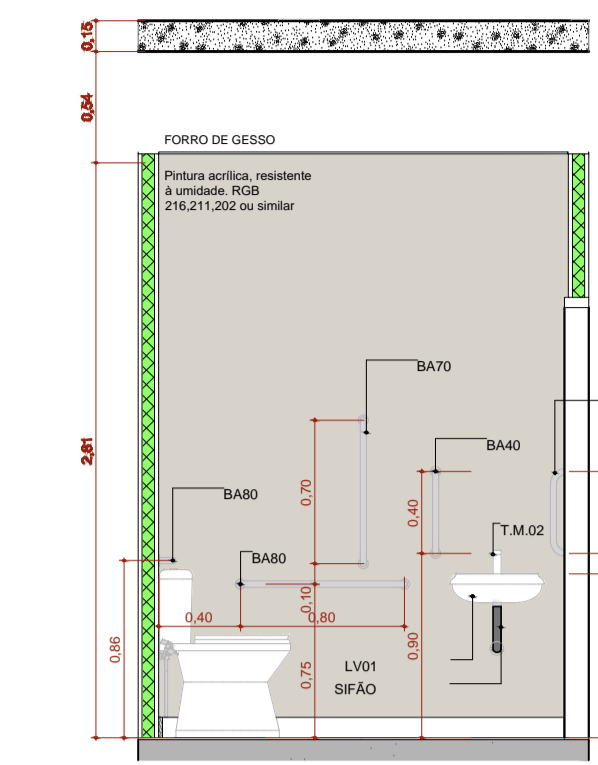 0,15
0,54
FORRO DE GESSO
Pintura acrílica, resistente
à umidade. RGB
216,211,202 ou similar
BA70
2,81
BA40
0,70
BA80
0,40
T.M.02
BA80
0,10
0,40
0,80
0,86
0,90
0,75
LV01
SIFÃO